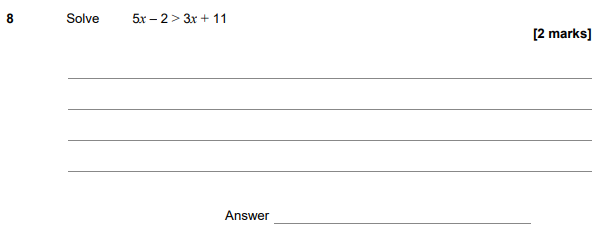 8 Solve 5x – 2 > 3x + 11
[2 marks]
Answer